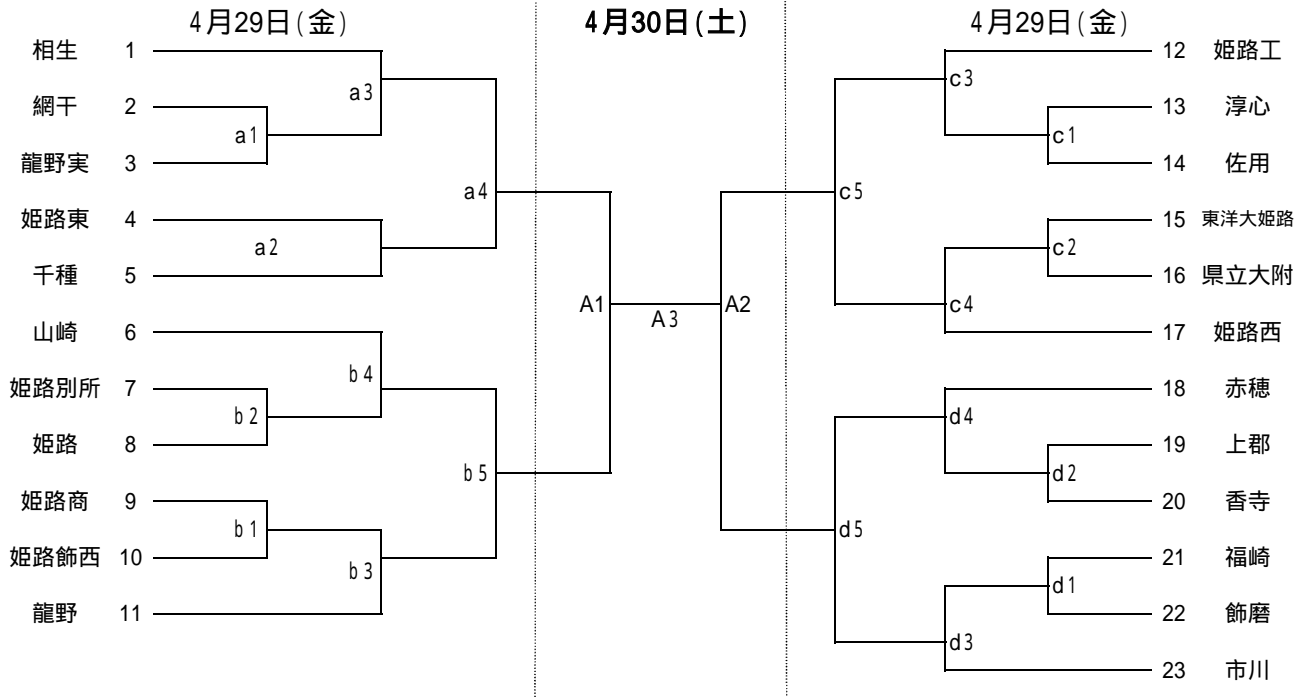 4月29日(金)
4月30日(土)
4月29日(金)
相生 1
網干 2
龍野実 3
姫路東 4
千種 5
山崎 6
姫路別所 7
姫路 8
姫路商 9
姫路飾西 10
龍野 11
a1
a2
a3
a4
b1
b2
b3
b4
b5
A1
A3
A2
c1
c2
c3
c4
c5
d1
d2
d3
d4
d5
12 姫路工
13 淳心
14 佐用
15 東洋大姫路
16 県立大附
17 姫路西
18 赤穂
19 上郡
20 香寺
21 福崎
22 飾磨
23 市川